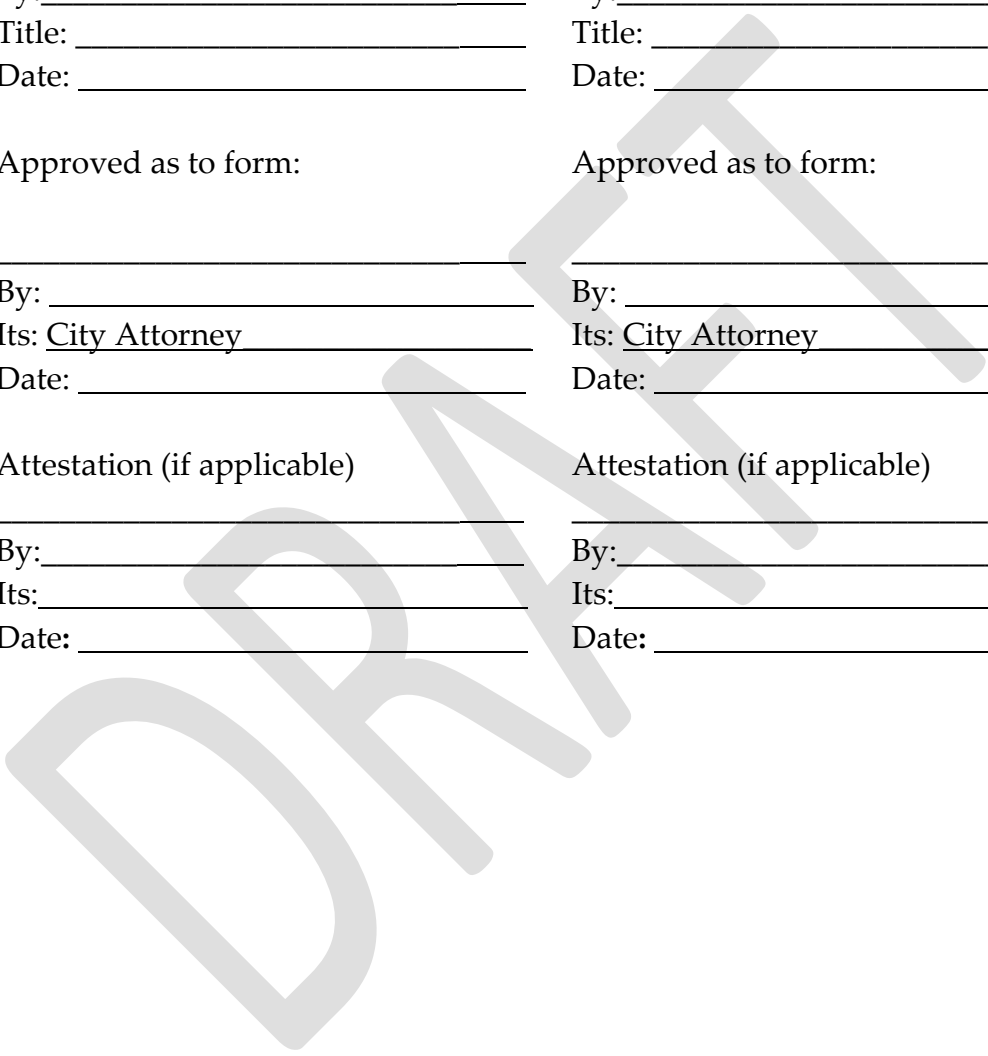 Title:
Date:
Approved as to form:
By:
Its: City Attorney
Date:
Attestation (if applicable)
By:
Its:
Date:
Title:
Date:
Approved as to form:
By:
Its: City Attorney
Date:
Attestation (if applicable)
By:
Its:
Date:
DRAFT